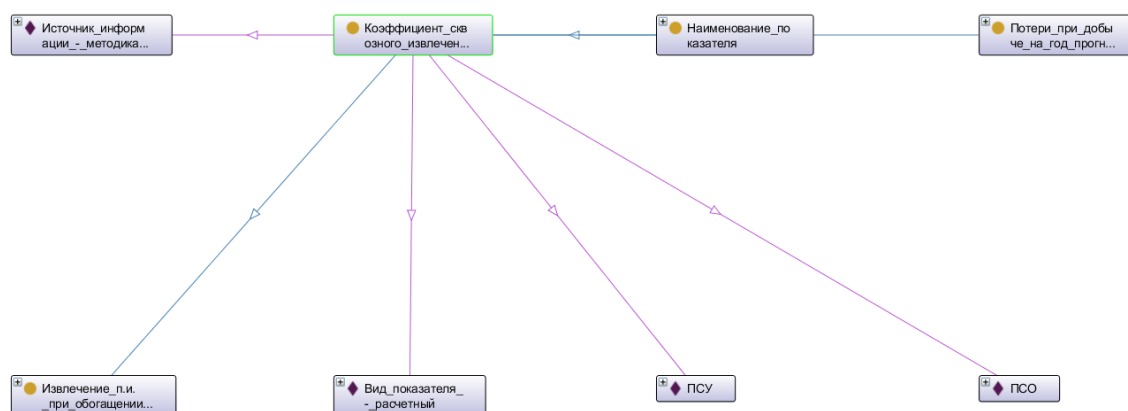 Источник_информ
ации_-_методика...
Коэффициент_скв
озного_извлечен...
Наименование_по
казателя
Потери_при_добы
че_на_год_прогн...
Извлечение_п.и.
_при_обогащении...
Вид_показателя_
-_расчетный
ПСУ
ПСО